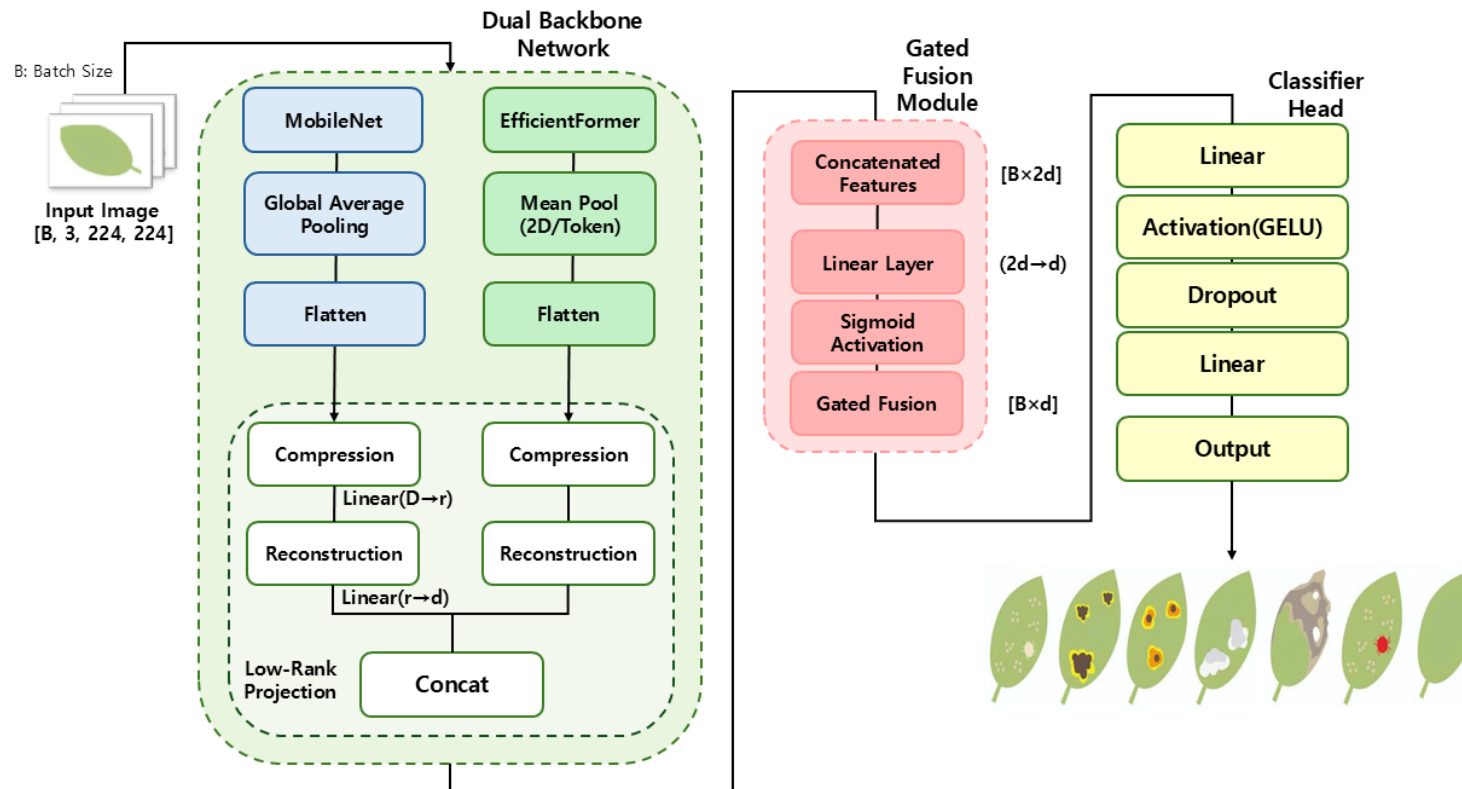 B: Batch Size
Input Image
[B, 3, 224, 224]
Dual Backbone
Network
MobileNet
Global Average
Pooling
Flatten
EfficientFormer
Mean Pool
(2D/Token)
Flatten
Compression
Linear(D→r)
Reconstruction
Linear(r→d)
Compression
Reconstruction
Low-Rank
Projection
Concat
Gated
Fusion
Module
Concatenated
Features
[B×2d]
Linear Layer
(2d→d)
Sigmoid
Activation
Gated Fusion
[B×d]
Classifier
Head
Linear
Activation(GELU)
Dropout
Linear
Output